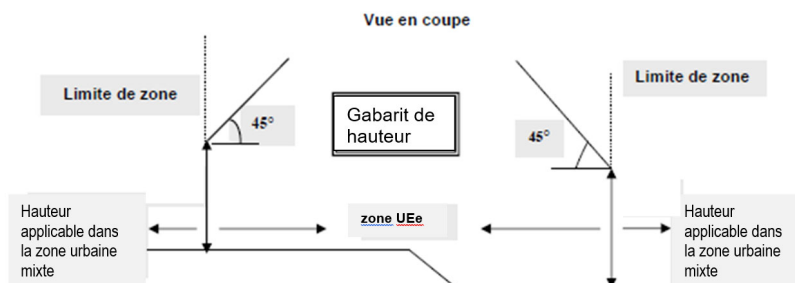 Vue en coupe
Limite de zone
45°
Gabarit de
hauteur
45°
Limite de zone
Hauteur
applicable dans
la zone urbaine
mixte
zone UEe
Hauteur
applicable dans
la zone urbaine
mixte